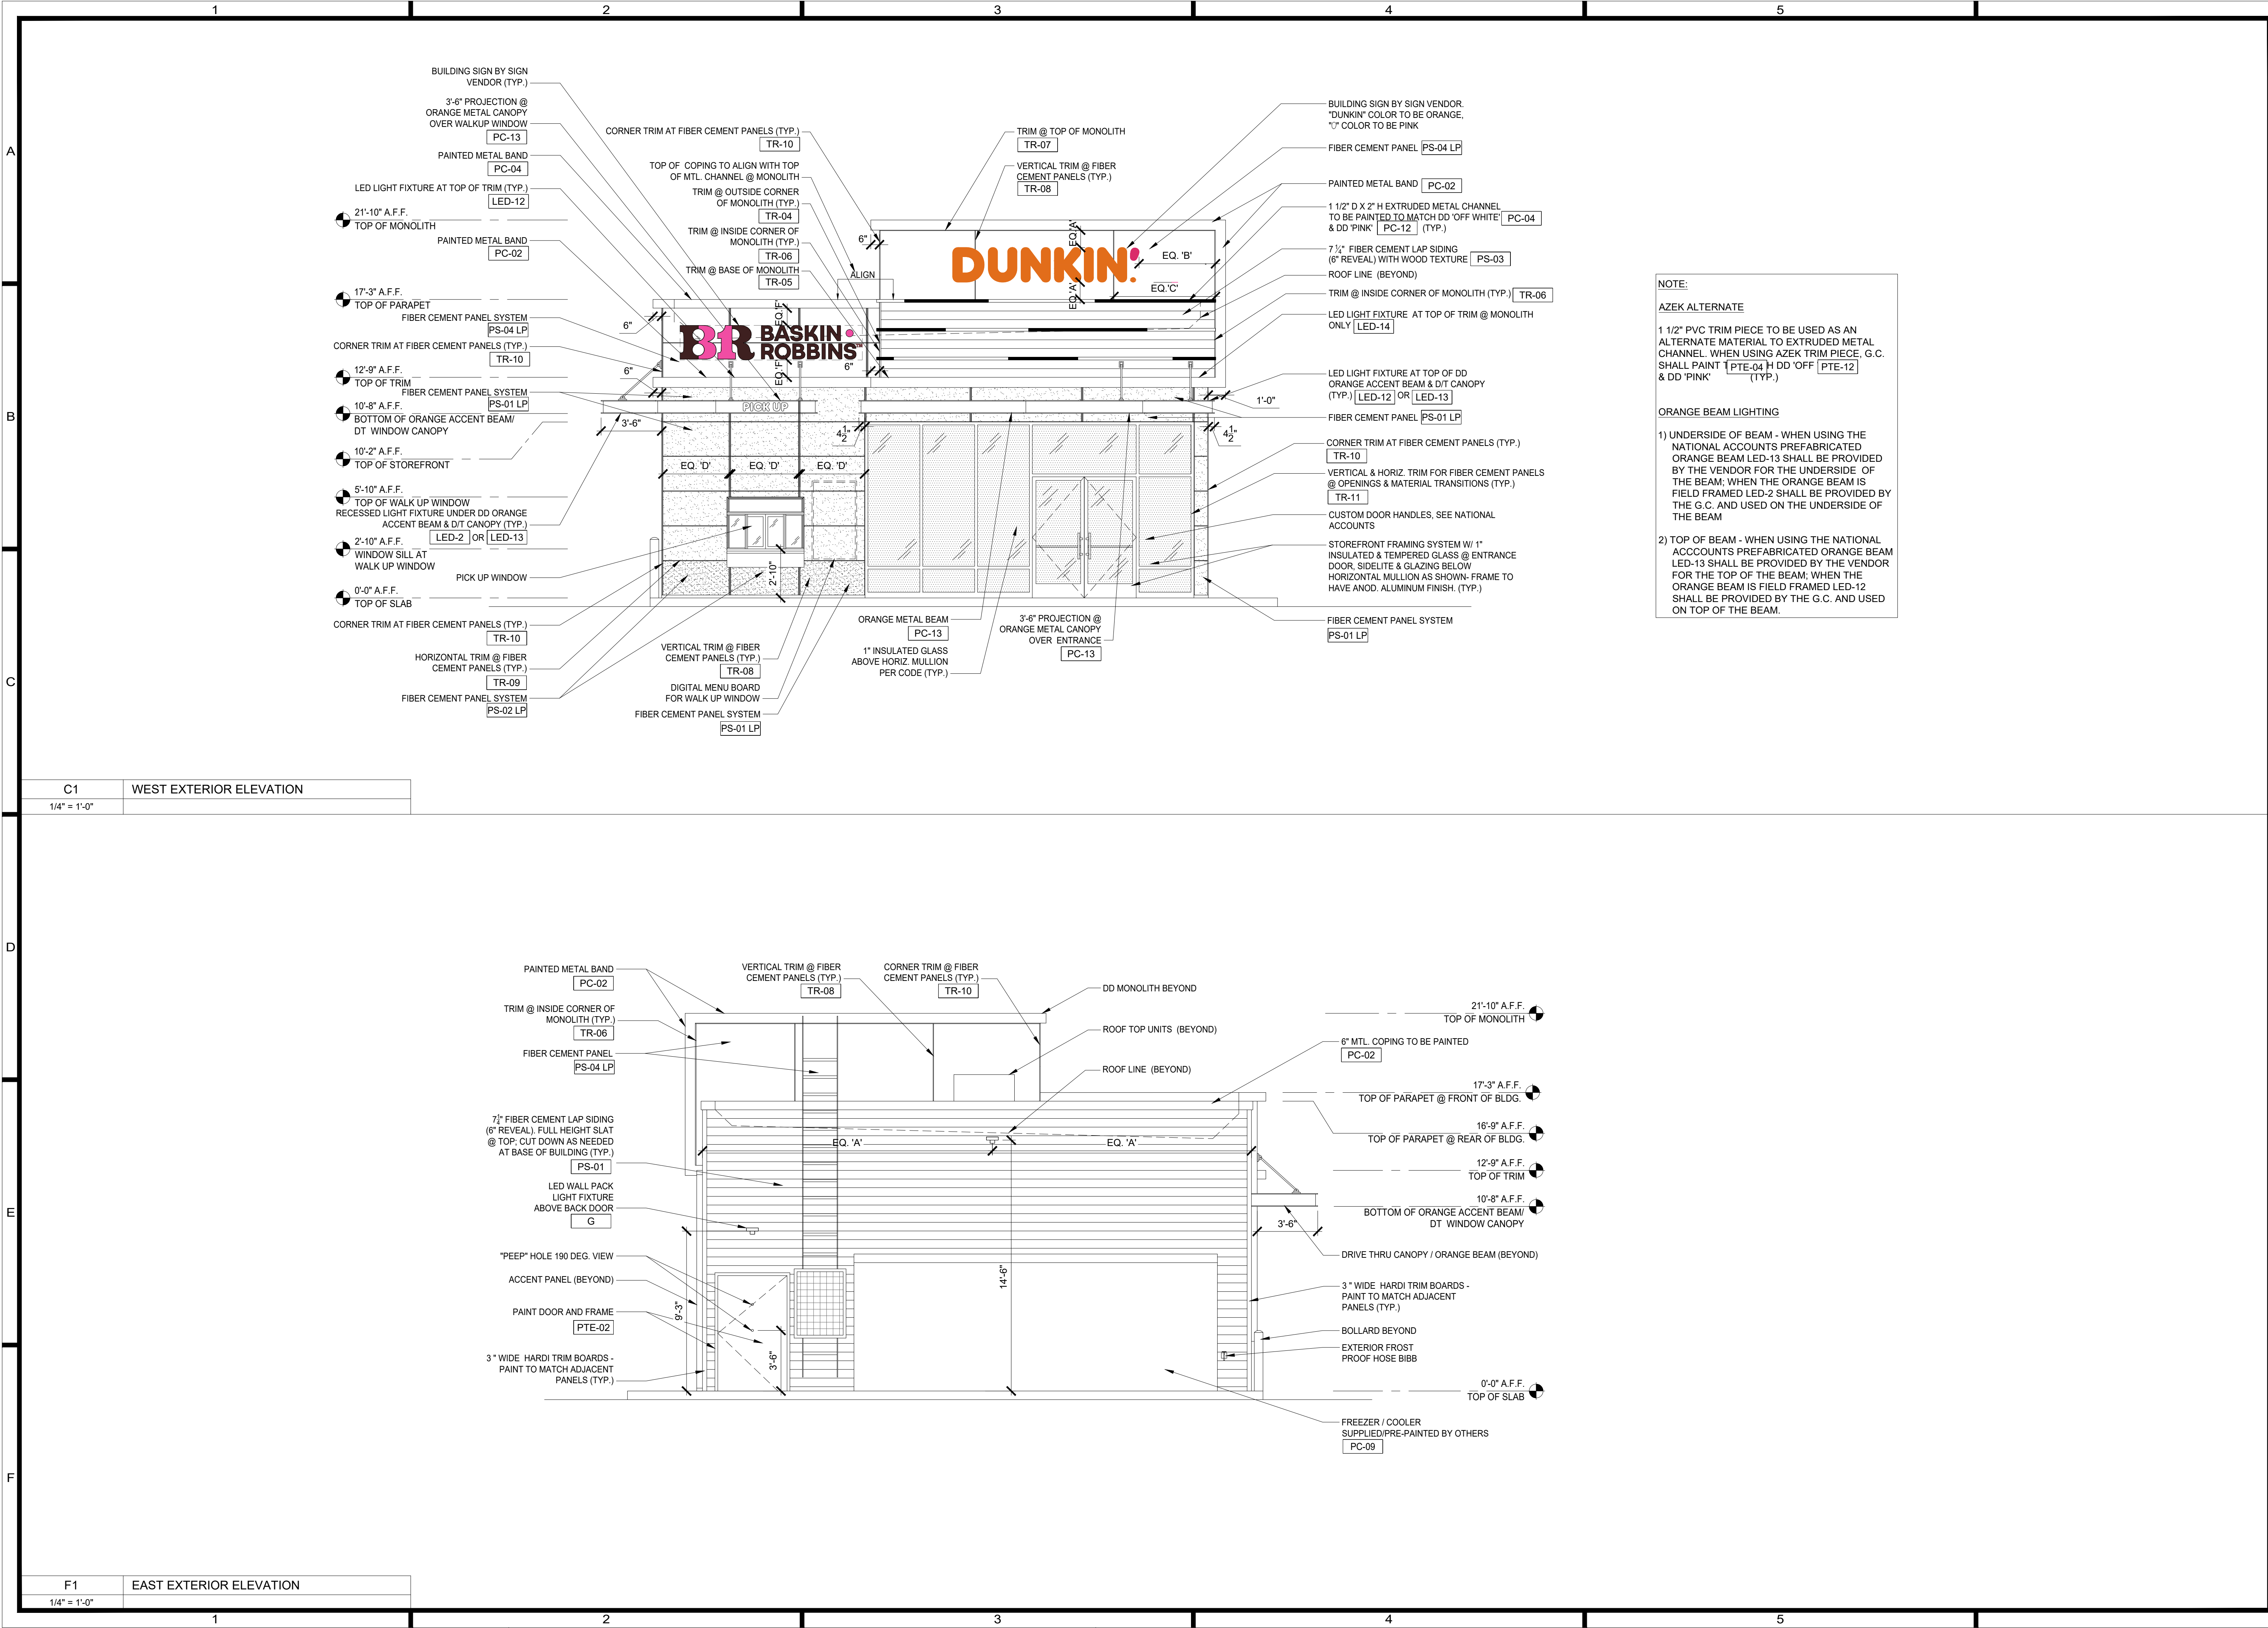 1
2
3
4
5
A
B
C
D
E
F
BUILDING SIGN BY SIGN
VENDOR (TYP.)
3'-6" PROJECTION @
ORANGE METAL CANOPY
OVER WALKUP WINDOW
PC-13
PAINTED METAL BAND
PC-04
LED LIGHT FIXTURE AT TOP OF TRIM (TYP.)
LED-12
21'-10" A.F.F.
TOP OF MONOLITH
PAINTED METAL BAND
PC-02
17'-3" A.F.F.
TOP OF PARAPET
FIBER CEMENT PANEL SYSTEM
PS-04 LP
CORNER TRIM AT FIBER CEMENT PANELS (TYP.)
TR-10
12'-9" A.F.F.
TOP OF TRIM
FIBER CEMENT PANEL SYSTEM
PS-01 LP
10'-8" A.F.F.
BOTTOM OF ORANGE ACCENT BEAM/
DT WINDOW CANOPY
10'-2" A.F.F.
TOP OF STOREFRONT
5'-10" A.F.F.
TOP OF WALK UP WINDOW
RECESSED LIGHT FIXTURE UNDER DD ORANGE
ACCENT BEAM & D/T CANOPY (TYP.)
LED-2 OR LED-13
2'-10" A.F.F.
WINDOW SILL AT
WALK UP WINDOW
PICK UP WINDOW
0'-0" A.F.F.
TOP OF SLAB
CORNER TRIM AT FIBER CEMENT PANELS (TYP.)
TR-10
HORIZONTAL TRIM @ FIBER
CEMENT PANELS (TYP.)
TR-09
FIBER CEMENT PANEL SYSTEM
PS-02 LP
CORNER TRIM AT FIBER CEMENT PANELS (TYP.)
TR-10
TOP OF COPING TO ALIGN WITH TOP
OF MTL. CHANNEL @ MONOLITH
TRIM @ OUTSIDE CORNER
OF MONOLITH (TYP.)
TR-04
TRIM @ INSIDE CORNER OF
MONOLITH (TYP.)
TR-06
TRIM @ BASE OF MONOLITH
TR-05
TRIM @ TOP OF MONOLITH
TR-07
VERTICAL TRIM @ FIBER
CEMENT PANELS (TYP.)
TR-08
6"
ALIGN
EQ.'A'
DUNKIN'
EQ. 'B'
EQ.'A'
EQ.'C'
6"
EQ.'F'
BR BASKIN
ROBBINS™
EQ.'F'
6"
6"
PICK UP
3'-6"
4 1/2"
1'-0"
4 1/2"
EQ. 'D'
EQ. 'D'
EQ. 'D'
2'-10"
VERTICAL TRIM @ FIBER
CEMENT PANELS (TYP.)
TR-08
DIGITAL MENU BOARD
FOR WALK UP WINDOW
FIBER CEMENT PANEL SYSTEM
PS-01 LP
ORANGE METAL BEAM
PC-13
1" INSULATED GLASS
ABOVE HORIZ. MULLION
PER CODE (TYP.)
3'-6" PROJECTION @
ORANGE METAL CANOPY
OVER ENTRANCE
PC-13
BUILDING SIGN BY SIGN VENDOR.
"DUNKIN" COLOR TO BE ORANGE,
COLOR TO BE PINK
FIBER CEMENT PANEL PS-04 LP
PAINTED METAL BAND PC-02
1 1/2" D X 2" H EXTRUDED METAL CHANNEL
TO BE PAINTED TO MATCH DD 'OFF WHITE' PC-04
& DD 'PINK' PC-12 (TYP.)
7 1/4" FIBER CEMENT LAP SIDING
(6" REVEAL) WITH WOOD TEXTURE PS-03
ROOF LINE (BEYOND)
TRIM @ INSIDE CORNER OF MONOLITH (TYP.) TR-06
LED LIGHT FIXTURE AT TOP OF TRIM @ MONOLITH
ONLY LED-14
LED LIGHT FIXTURE AT TOP OF DD
ORANGE ACCENT BEAM & D/T CANOPY
(TYP.) LED-12 OR LED-13
FIBER CEMENT PANEL PS-01 LP
CORNER TRIM AT FIBER CEMENT PANELS (TYP.)
TR-10
VERTICAL & HORIZ. TRIM FOR FIBER CEMENT PANELS
@ OPENINGS & MATERIAL TRANSITIONS (TYP.)
TR-11
CUSTOM DOOR HANDLES, SEE NATIONAL
ACCOUNTS
STOREFRONT FRAMING SYSTEM W/ 1"
INSULATED & TEMPERED GLASS @ ENTRANCE
DOOR, SIDELITE & GLAZING BELOW
HORIZONTAL MULLION AS SHOWN- FRAME TO
HAVE ANOD. ALUMINUM FINISH. (TYP.)
FIBER CEMENT PANEL SYSTEM
PS-01 LP
NOTE:
AZEK ALTERNATE
1 1/2" PVC TRIM PIECE TO BE USED AS AN
ALTERNATE MATERIAL TO EXTRUDED METAL
CHANNEL. WHEN USING AZEK TRIM PIECE, G.C.
SHALL PAINT T PTE-04 H DD 'OFF PTE-12
& DD 'PINK' (TYP.)
ORANGE BEAM LIGHTING
1) UNDERSIDE OF BEAM - WHEN USING THE
NATIONAL ACCOUNTS PREFABRICATED
ORANGE BEAM LED-13 SHALL BE PROVIDED
BY THE VENDOR FOR THE UNDERSIDE OF
THE BEAM; WHEN THE ORANGE BEAM IS
FIELD FRAMED LED-2 SHALL BE PROVIDED BY
THE G.C. AND USED ON THE UNDERSIDE OF
THE BEAM
2) TOP OF BEAM - WHEN USING THE NATIONAL
ACCCOUNTS PREFABRICATED ORANGE BEAM
LED-13 SHALL BE PROVIDED BY THE VENDOR
FOR THE TOP OF THE BEAM; WHEN THE
ORANGE BEAM IS FIELD FRAMED LED-12
SHALL BE PROVIDED BY THE G.C. AND USED
ON TOP OF THE BEAM.
C1 WEST EXTERIOR ELEVATION
1/4" = 1'-0"
PAINTED METAL BAND
PC-02
TRIM @ INSIDE CORNER OF
MONOLITH (TYP.)
TR-06
FIBER CEMENT PANEL
PS-04 LP
7 1/4" FIBER CEMENT LAP SIDING
(6" REVEAL). FULL HEIGHT SLAT
@ TOP; CUT DOWN AS NEEDED
AT BASE OF BUILDING (TYP.)
PS-01
LED WALL PACK
LIGHT FIXTURE
ABOVE BACK DOOR
G
"PEEP" HOLE 190 DEG. VIEW
ACCENT PANEL (BEYOND)
PAINT DOOR AND FRAME
PTE-02
3 " WIDE HARDI TRIM BOARDS -
PAINT TO MATCH ADJACENT
PANELS (TYP.)
VERTICAL TRIM @ FIBER
CEMENT PANELS (TYP.)
TR-08
CORNER TRIM @ FIBER
CEMENT PANELS (TYP.)
TR-10
DD MONOLITH BEYOND
ROOF TOP UNITS (BEYOND)
ROOF LINE (BEYOND)
EQ. 'A'
EQ. 'A'
9'-3"
3'-6"
14'-6"
3'-6"
21'-10" A.F.F.
TOP OF MONOLITH
6" MTL. COPING TO BE PAINTED
PC-02
17'-3" A.F.F.
TOP OF PARAPET @ FRONT OF BLDG.
16'-9" A.F.F.
TOP OF PARAPET @ REAR OF BLDG.
12'-9" A.F.F.
TOP OF TRIM
10'-8" A.F.F.
BOTTOM OF ORANGE ACCENT BEAM/
DT WINDOW CANOPY
DRIVE THRU CANOPY / ORANGE BEAM (BEYOND)
3 " WIDE HARDI TRIM BOARDS -
PAINT TO MATCH ADJACENT
PANELS (TYP.)
BOLLARD BEYOND
EXTERIOR FROST
PROOF HOSE BIBB
0'-0" A.F.F.
TOP OF SLAB
FREEZER / COOLER
SUPPLIED/PRE-PAINTED BY OTHERS
PC-09
F1 EAST EXTERIOR ELEVATION
1/4" = 1'-0"
1
2
3
4
5